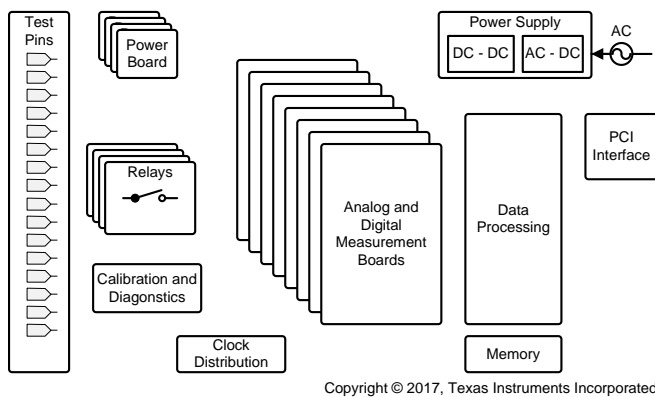 Test
Pins
Power
Board
Power Supply
DC - DC
AC - DC
AC
Relays
PCI
Interface
Analog and
Digital
Measurement
Boards
Data
Processing
Calibration and
Diagonstics
Clock
Distribution
Memory
Copyright © 2017, Texas Instruments Incorporated